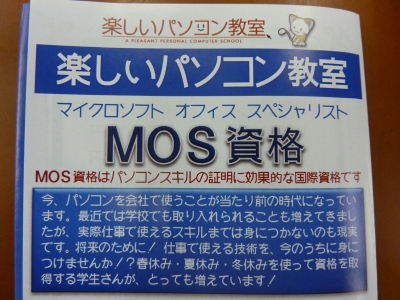 楽しいパソコン教室
A PLEASANT PERSONAL COMPUTER SCHOOL
楽しいパソコン教室
マイクロソフト オフィス スペシャリスト
MOS資格
MOS資格はパソコンスキルの証明に効果的な国際資格です
今、パソコンを会社で使うことが当たり前の時代になってい
ます。最近では学校でも取り入れられることも増えてきまし
たが、実際仕事で使えるスキルまでは身につかないのも現実
です。将来のために！仕事で使える技術を、今のうちに身に
つけませんか！？春休み・夏休み・冬休みを使って資格を取
得する学生さんが、とっても増えています！